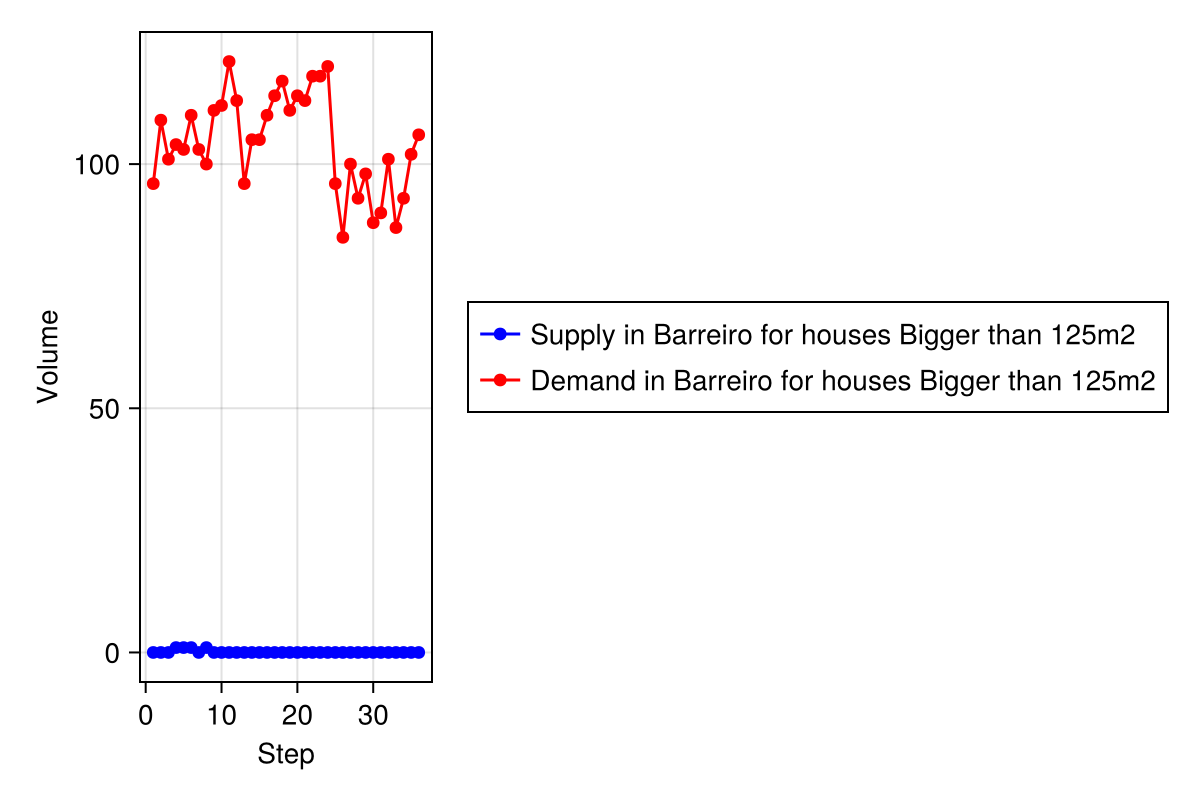 Volume
100
50
0
0 10 20 30
Step
Supply in Barreiro for houses Bigger than 125m2
Demand in Barreiro for houses Bigger than 125m2